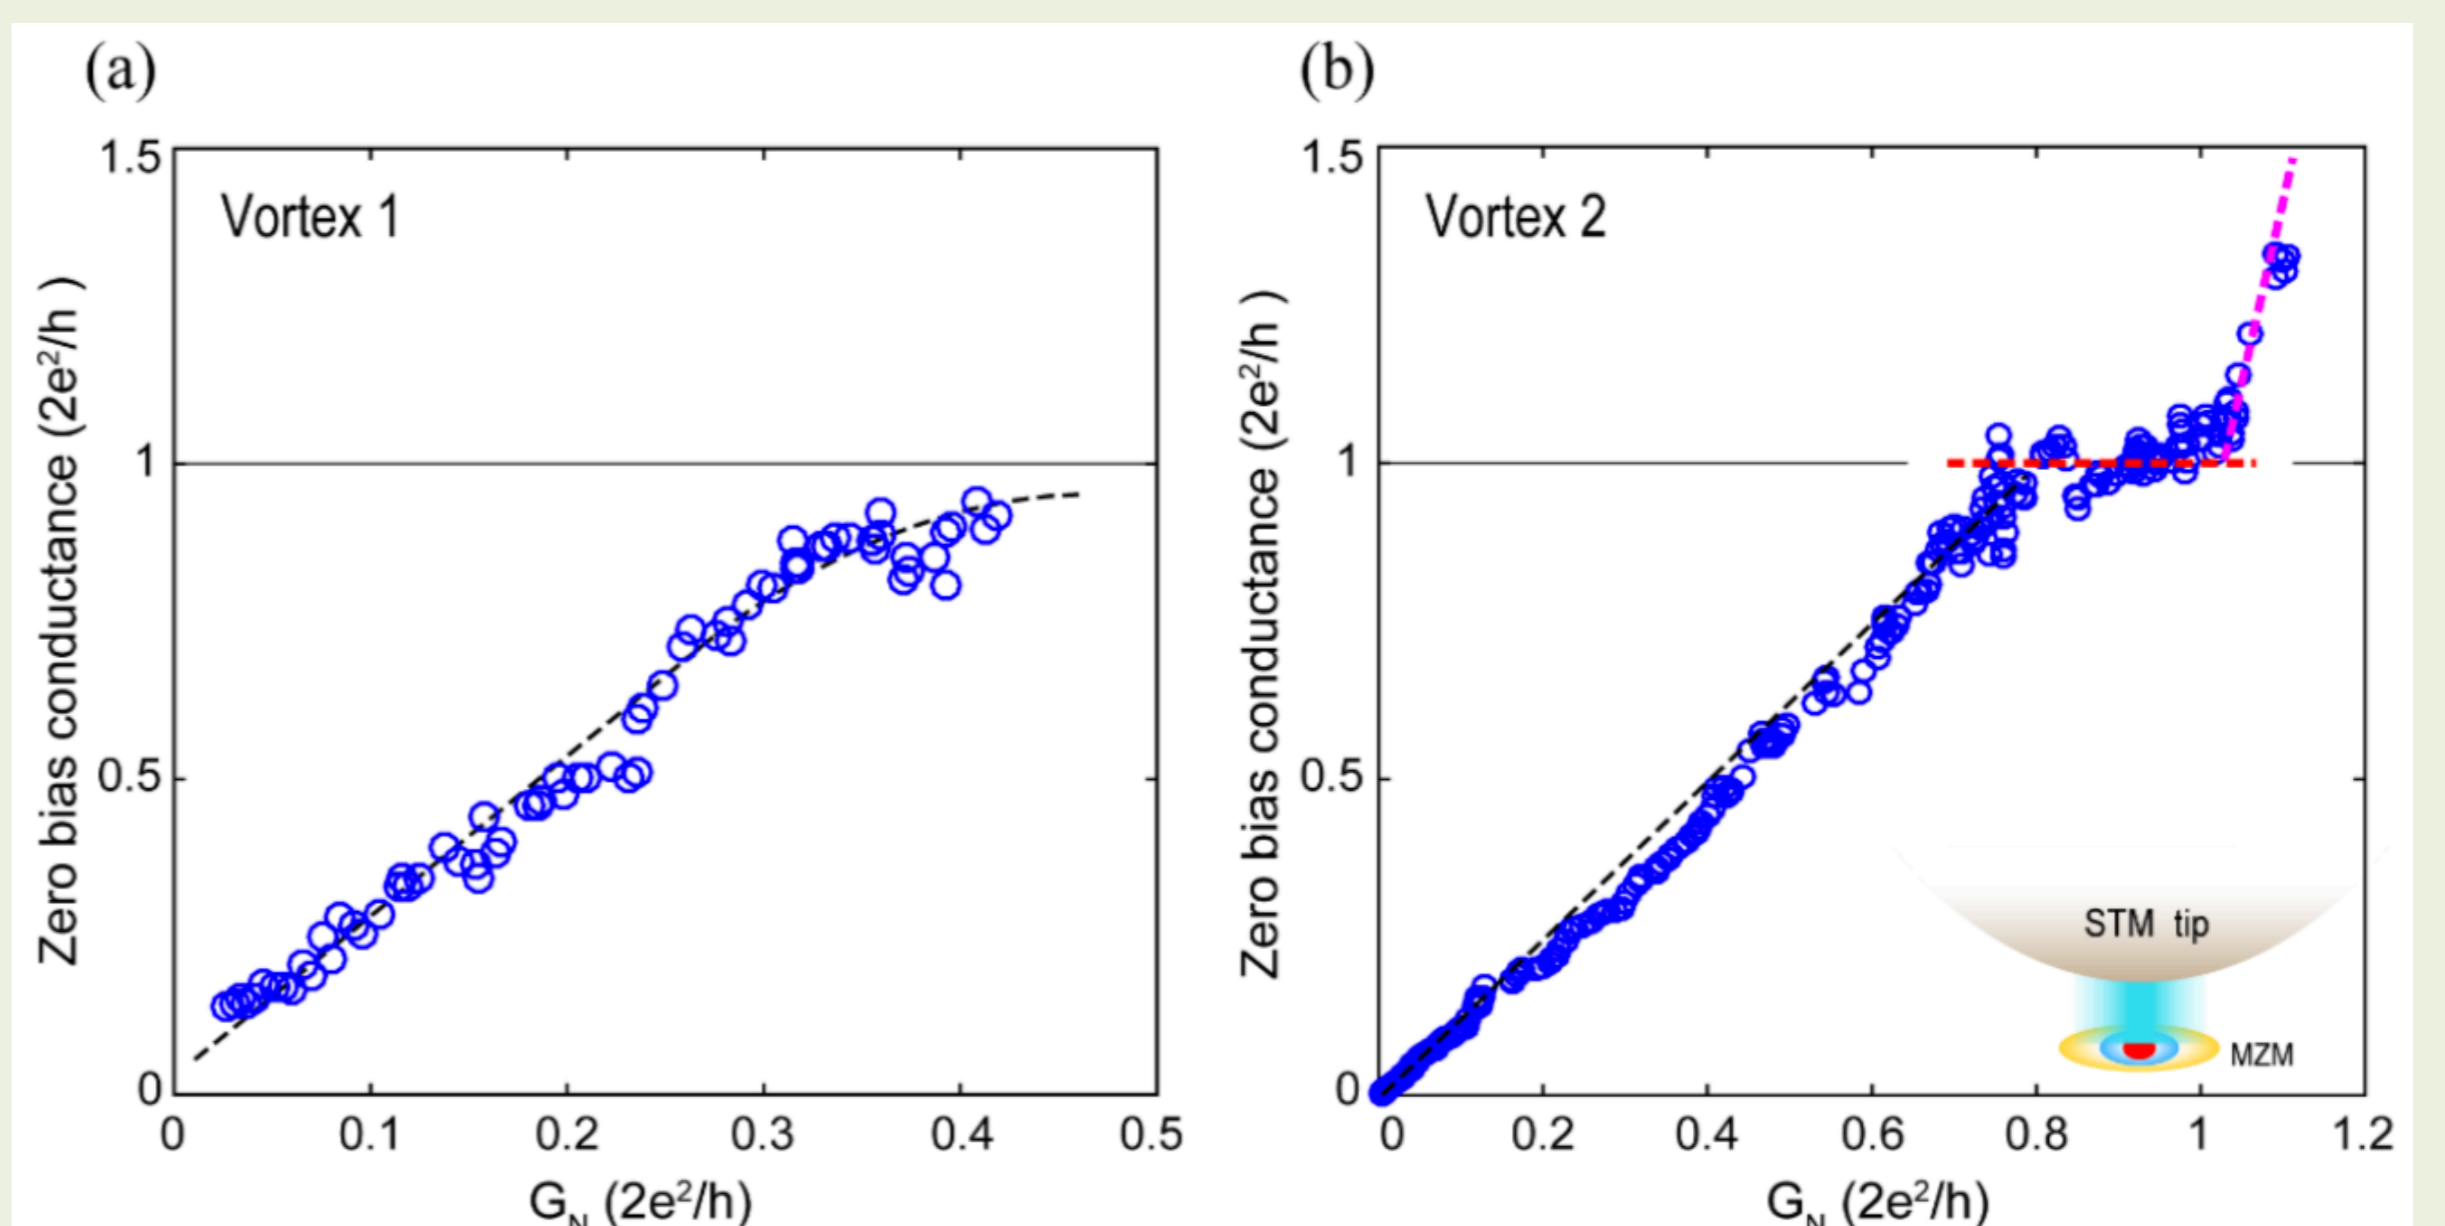 (a)
(b)
Vortex 1
Zero bias conductance (2e²/h )
1.5
1
0.5
0
0 0.1 0.2 0.3 0.4 0.5
G_N (2e²/h)
Vortex 2
Zero bias conductance (2e²/h )
1.5
1
0.5
0
STM tip
MZM
0 0.2 0.4 0.6 0.8 1 1.2
G_N (2e²/h)